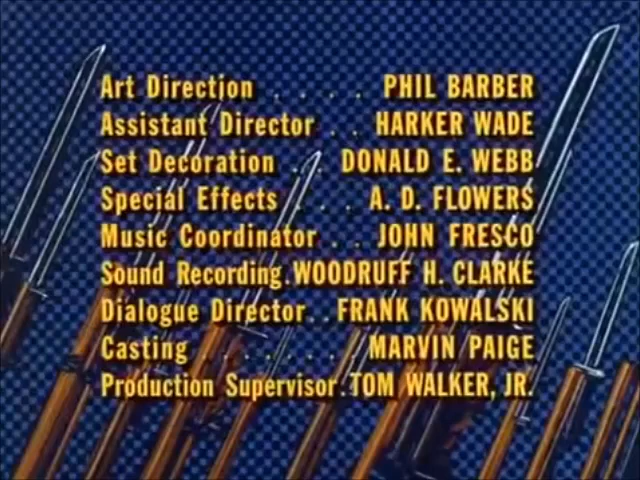 Art Direction . . . . PHIL BARBER
Assistant Director . . HARKER WADE
Set Decoration . . DONALD E. WEBB
Special Effects . . . A. D. FLOWERS
Music Coordinator . . JOHN FRESCO
Sound Recording.WOODRUFF H. CLARKE
Dialogue Director . . FRANK KOWALSKI
Casting . . . . . . . . MARVIN PAIGE
Production Supervisor.TOM WALKER, JR.